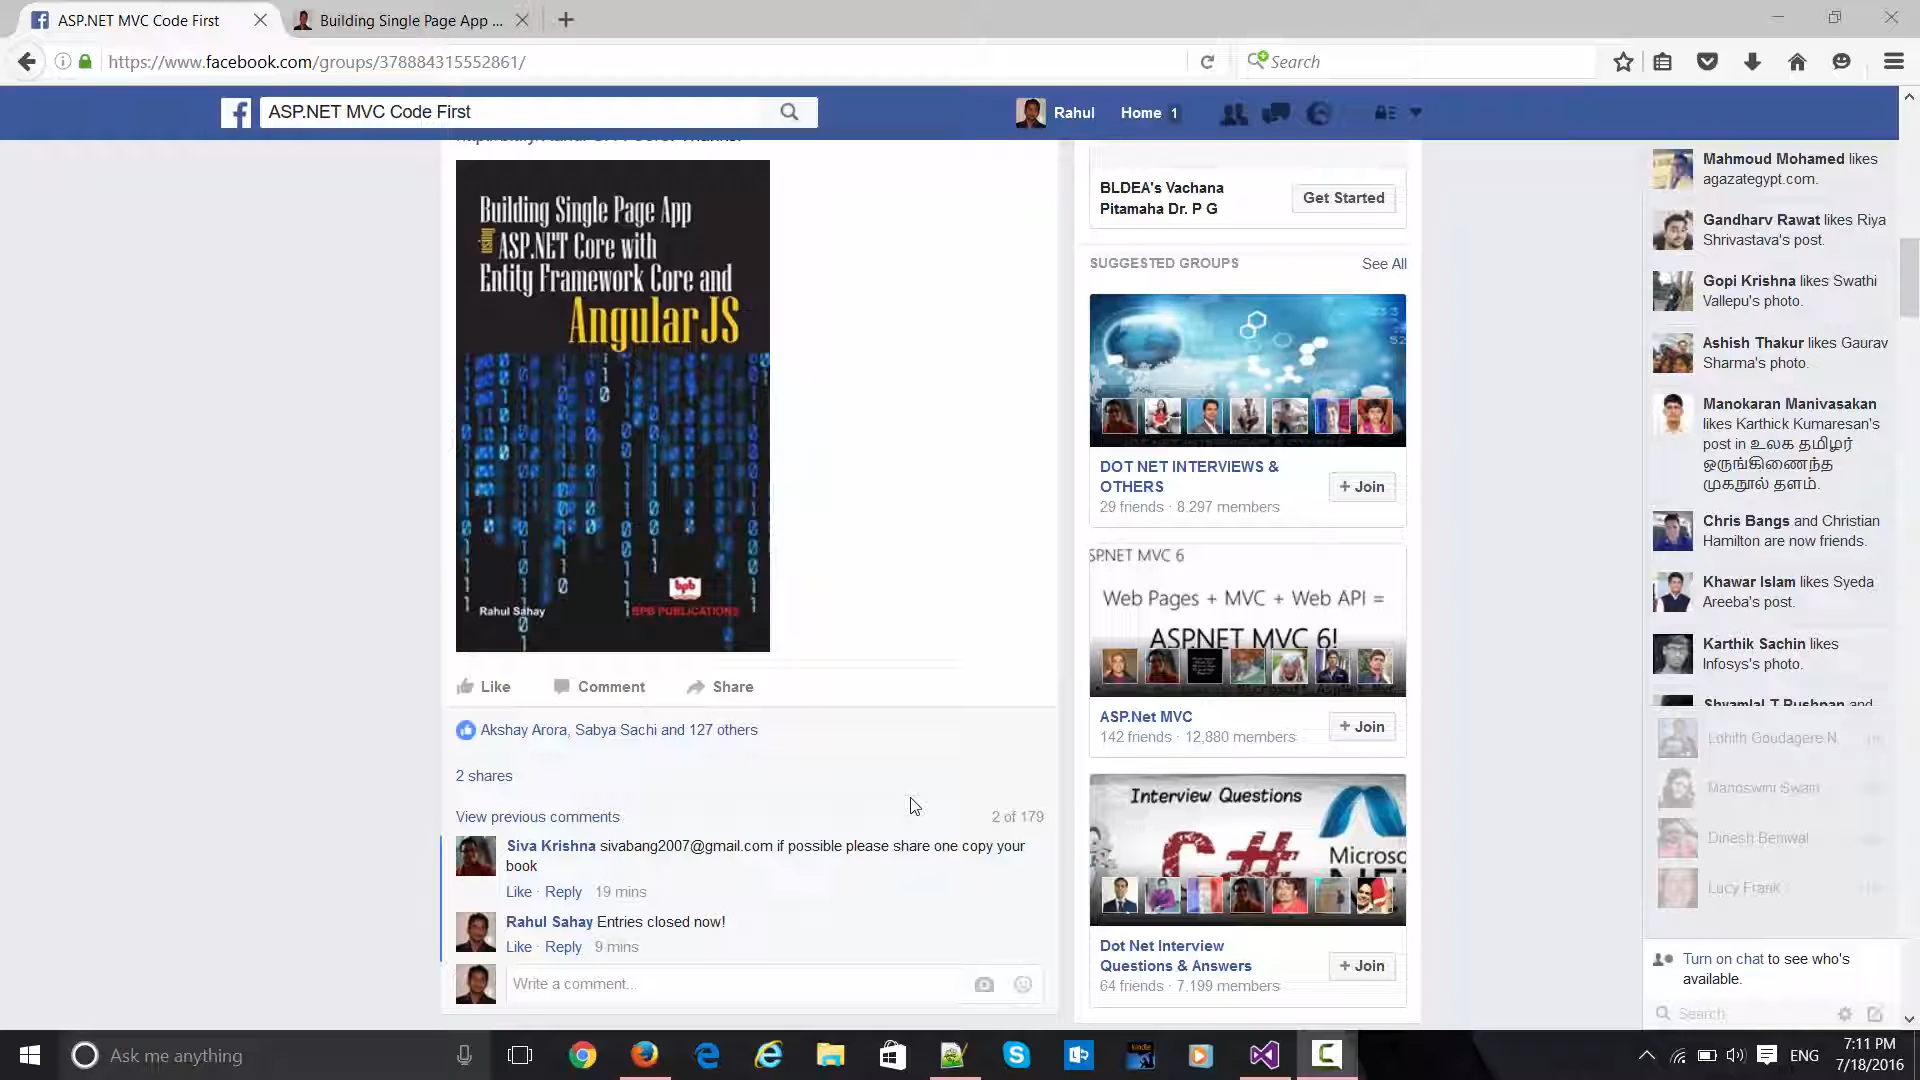 ASP.NET MVC Code First
Building Single Page App ...
https://www.facebook.com/groups/378884315552861/
Search
ASP.NET MVC Code First
Rahul
Home 1
Building Single Page App
using ASP.NET Core with
Entity Framework Core and
AngularJS
Rahul Sahay
bpb
BPB PUBLICATIONS
Like
Comment
Share
Akshay Arora, Sabya Sachi and 127 others
2 shares
View previous comments
2 of 179
Siva Krishna sivabang2007@gmail.com if possible please share one copy your
book
Like · Reply 19 mins
Rahul Sahay Entries closed now!
Like · Reply 9 mins
Write a comment...
BLDEA's Vachana
Pitamaha Dr. P G
Get Started
SUGGESTED GROUPS
See All
DOT NET INTERVIEWS &
OTHERS
29 friends · 8,297 members
+ Join
SP.NET MVC 6
Web Pages + MVC + Web API =
ASP.NET MVC 6!
ASP.Net MVC
142 friends · 12,880 members
+ Join
Interview Questions
C#
Microsc
Dot Net Interview
Questions & Answers
64 friends · 7,199 members
+ Join
Mahmoud Mohamed likes
agazategypt.com.
Gandharv Rawat likes Riya
Shrivastava's post.
Gopi Krishna likes Swathi
Vallepu's photo.
Ashish Thakur likes Gaurav
Sharma's photo.
Manokaran Manivasakan
likes Karthick Kumaresan's
post in உலக தமிழர்
ஒருங்கிணைந்த
முகநூல் தளம்.
Chris Bangs and Christian
Hamilton are now friends.
Khawar Islam likes Syeda
Areeba's post.
Karthik Sachin likes
Infosys's photo.
Shyamlal T Pushpan and
Lohith Goudagere N
Manoswini Swain
Dinesh Beniwal
Lucy Frank
Turn on chat to see who's
available.
Search
Ask me anything
ENG
7:11 PM
7/18/2016